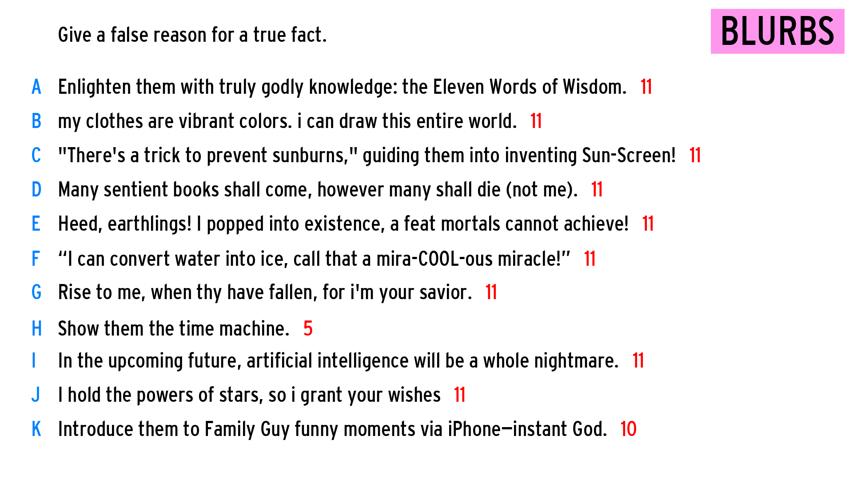 Give a false reason for a true fact.
BLURBS
A Enlighten them with truly godly knowledge: the Eleven Words of Wisdom. 11
B my clothes are vibrant colors. i can draw this entire world. 11
C "There's a trick to prevent sunburns," guiding them into inventing Sun-Screen! 11
D Many sentient books shall come, however many shall die (not me). 11
E Heed, earthlings! I popped into existence, a feat mortals cannot achieve! 11
F “I can convert water into ice, call that a mira-COOL-ous miracle!” 11
G Rise to me, when thy have fallen, for i'm your savior. 11
H Show them the time machine. 5
I In the upcoming future, artificial intelligence will be a whole nightmare. 11
J I hold the powers of stars, so i grant your wishes 11
K Introduce them to Family Guy funny moments via iPhone—instant God. 10